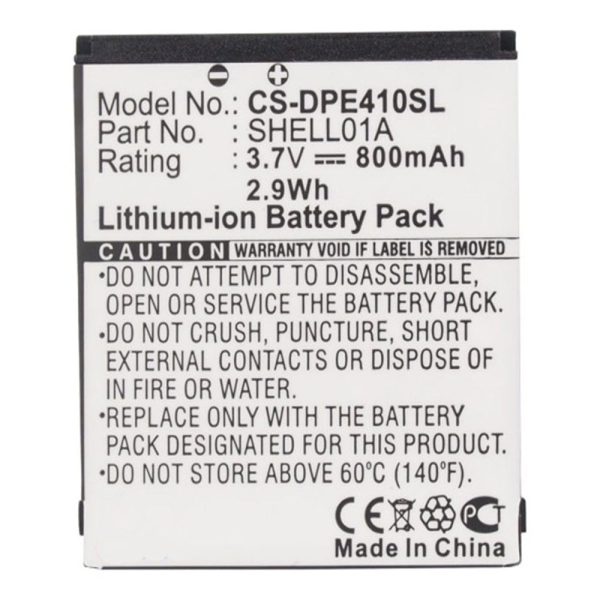 Model No.: CS-DPE410SL
Part No. : SHELL01A
Rating : 3.7V 800mAh
2.9Wh
Lithium-ion Battery Pack
CAUTION WARRANTY VOID IF LABEL IS REMOVED
•DO NOT ATTEMPT TO DISASSEMBLE,
OPEN OR SERVICE THE BATTERY PACK.
•DO NOT CRUSH, PUNCTURE, SHORT
EXTERNAL CONTACTS OR DISPOSE OF
IN FIRE OR WATER.
•REPLACE ONLY WITH THE BATTERY
PACK DESIGNATED FOR THIS PRODUCT.
•DO NOT STORE ABOVE 60°C (140°F).
CE PCT
Made in China